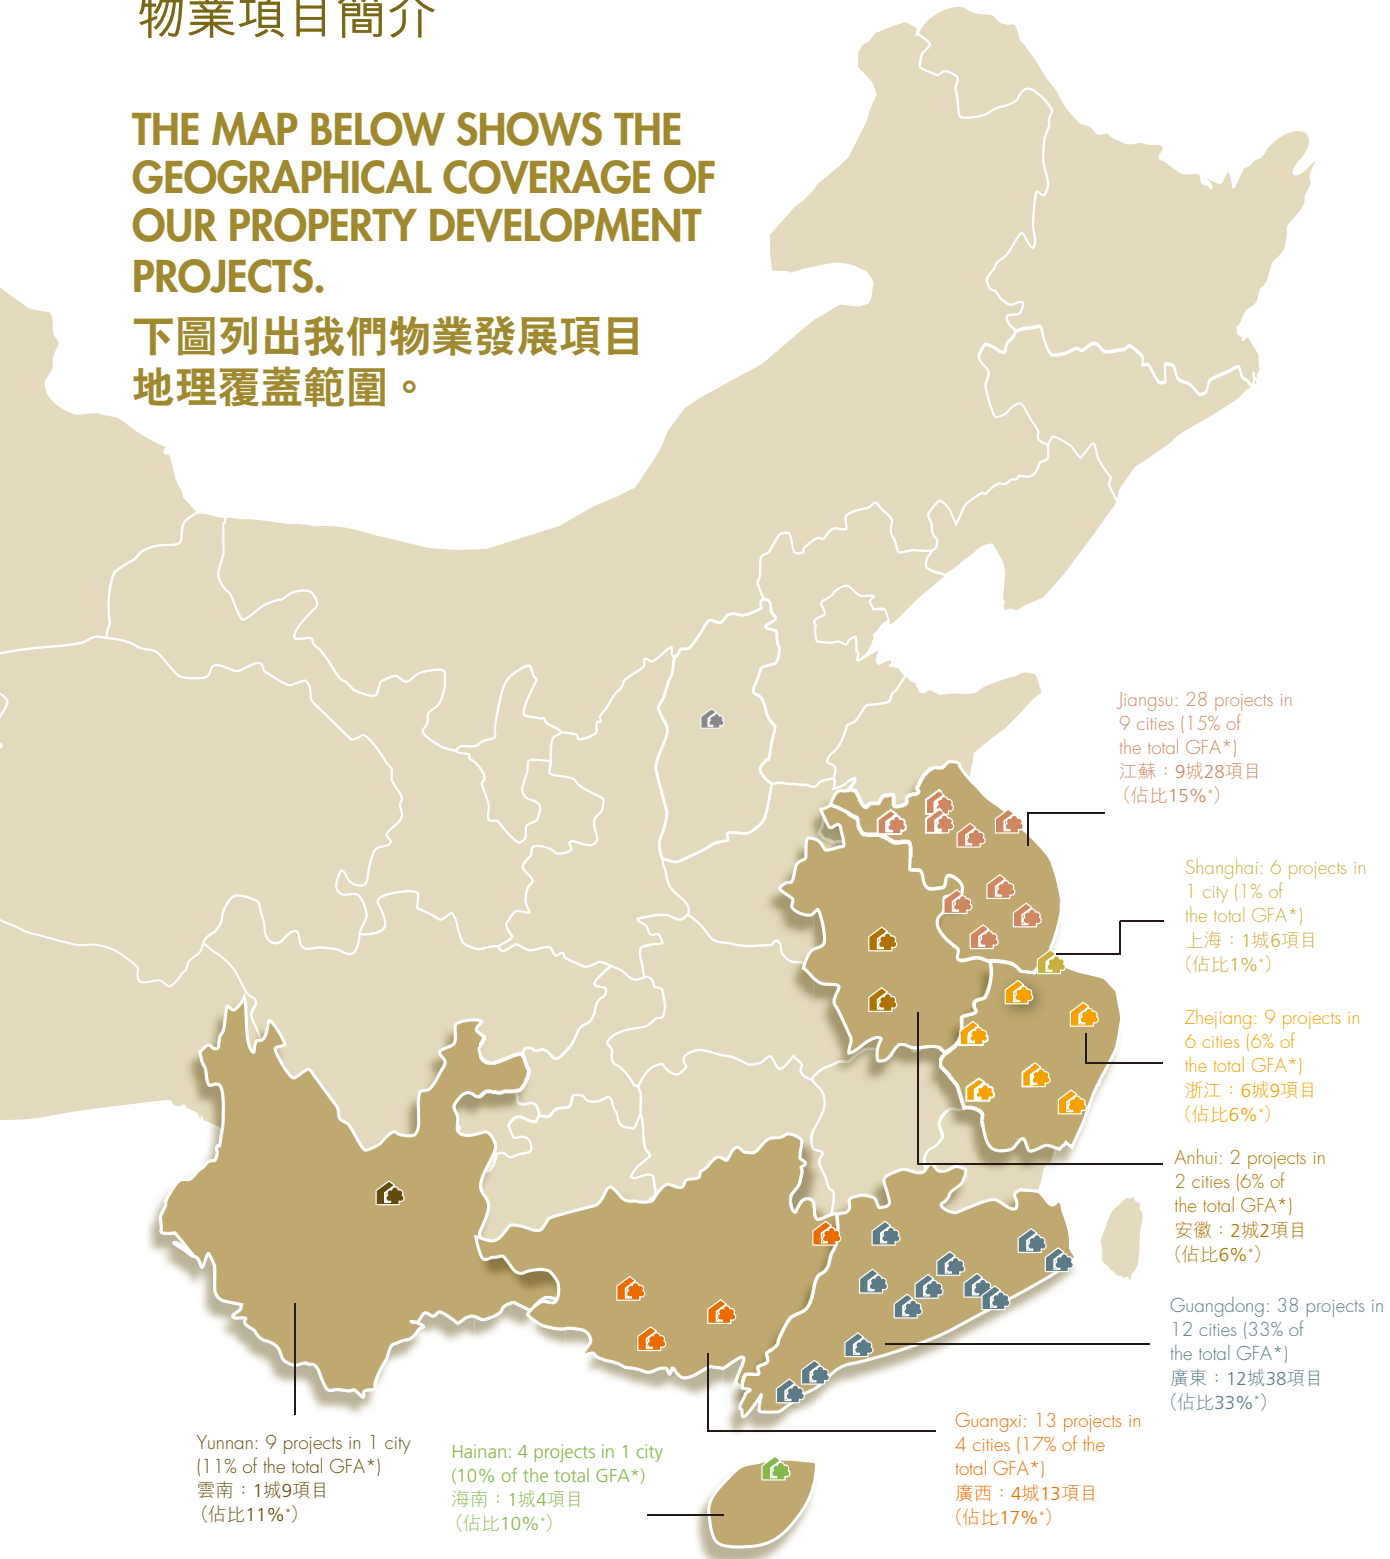 物業項目簡介
THE MAP BELOW SHOWS THE
GEOGRAPHICAL COVERAGE OF
OUR PROPERTY DEVELOPMENT
PROJECTS.
下圖列出我們物業發展項目
地理覆蓋範圍。
Jiangsu: 28 projects in
9 cities (15% of
the total GFA*)
江蘇：9城28項目
（佔比15%*）
Shanghai: 6 projects in
1 city (1% of
the total GFA*)
上海：1城6項目
（佔比1%*）
Zhejiang: 9 projects in
6 cities (6% of
the total GFA*)
浙江：6城9項目
（佔比6%*）
Anhui: 2 projects in
2 cities (6% of
the total GFA*)
安徽：2城2項目
（佔比6%*）
Guangdong: 38 projects in
12 cities (33% of
the total GFA*)
廣東：12城38項目
（佔比33%*）
Guangxi: 13 projects in
4 cities (17% of the
total GFA*)
廣西：4城13項目
（佔比17%*）
Hainan: 4 projects in 1 city
(10% of the total GFA*)
海南：1城4項目
（佔比10%*）
Yunnan: 9 projects in 1 city
(11% of the total GFA*)
雲南：1城9項目
（佔比11%*）